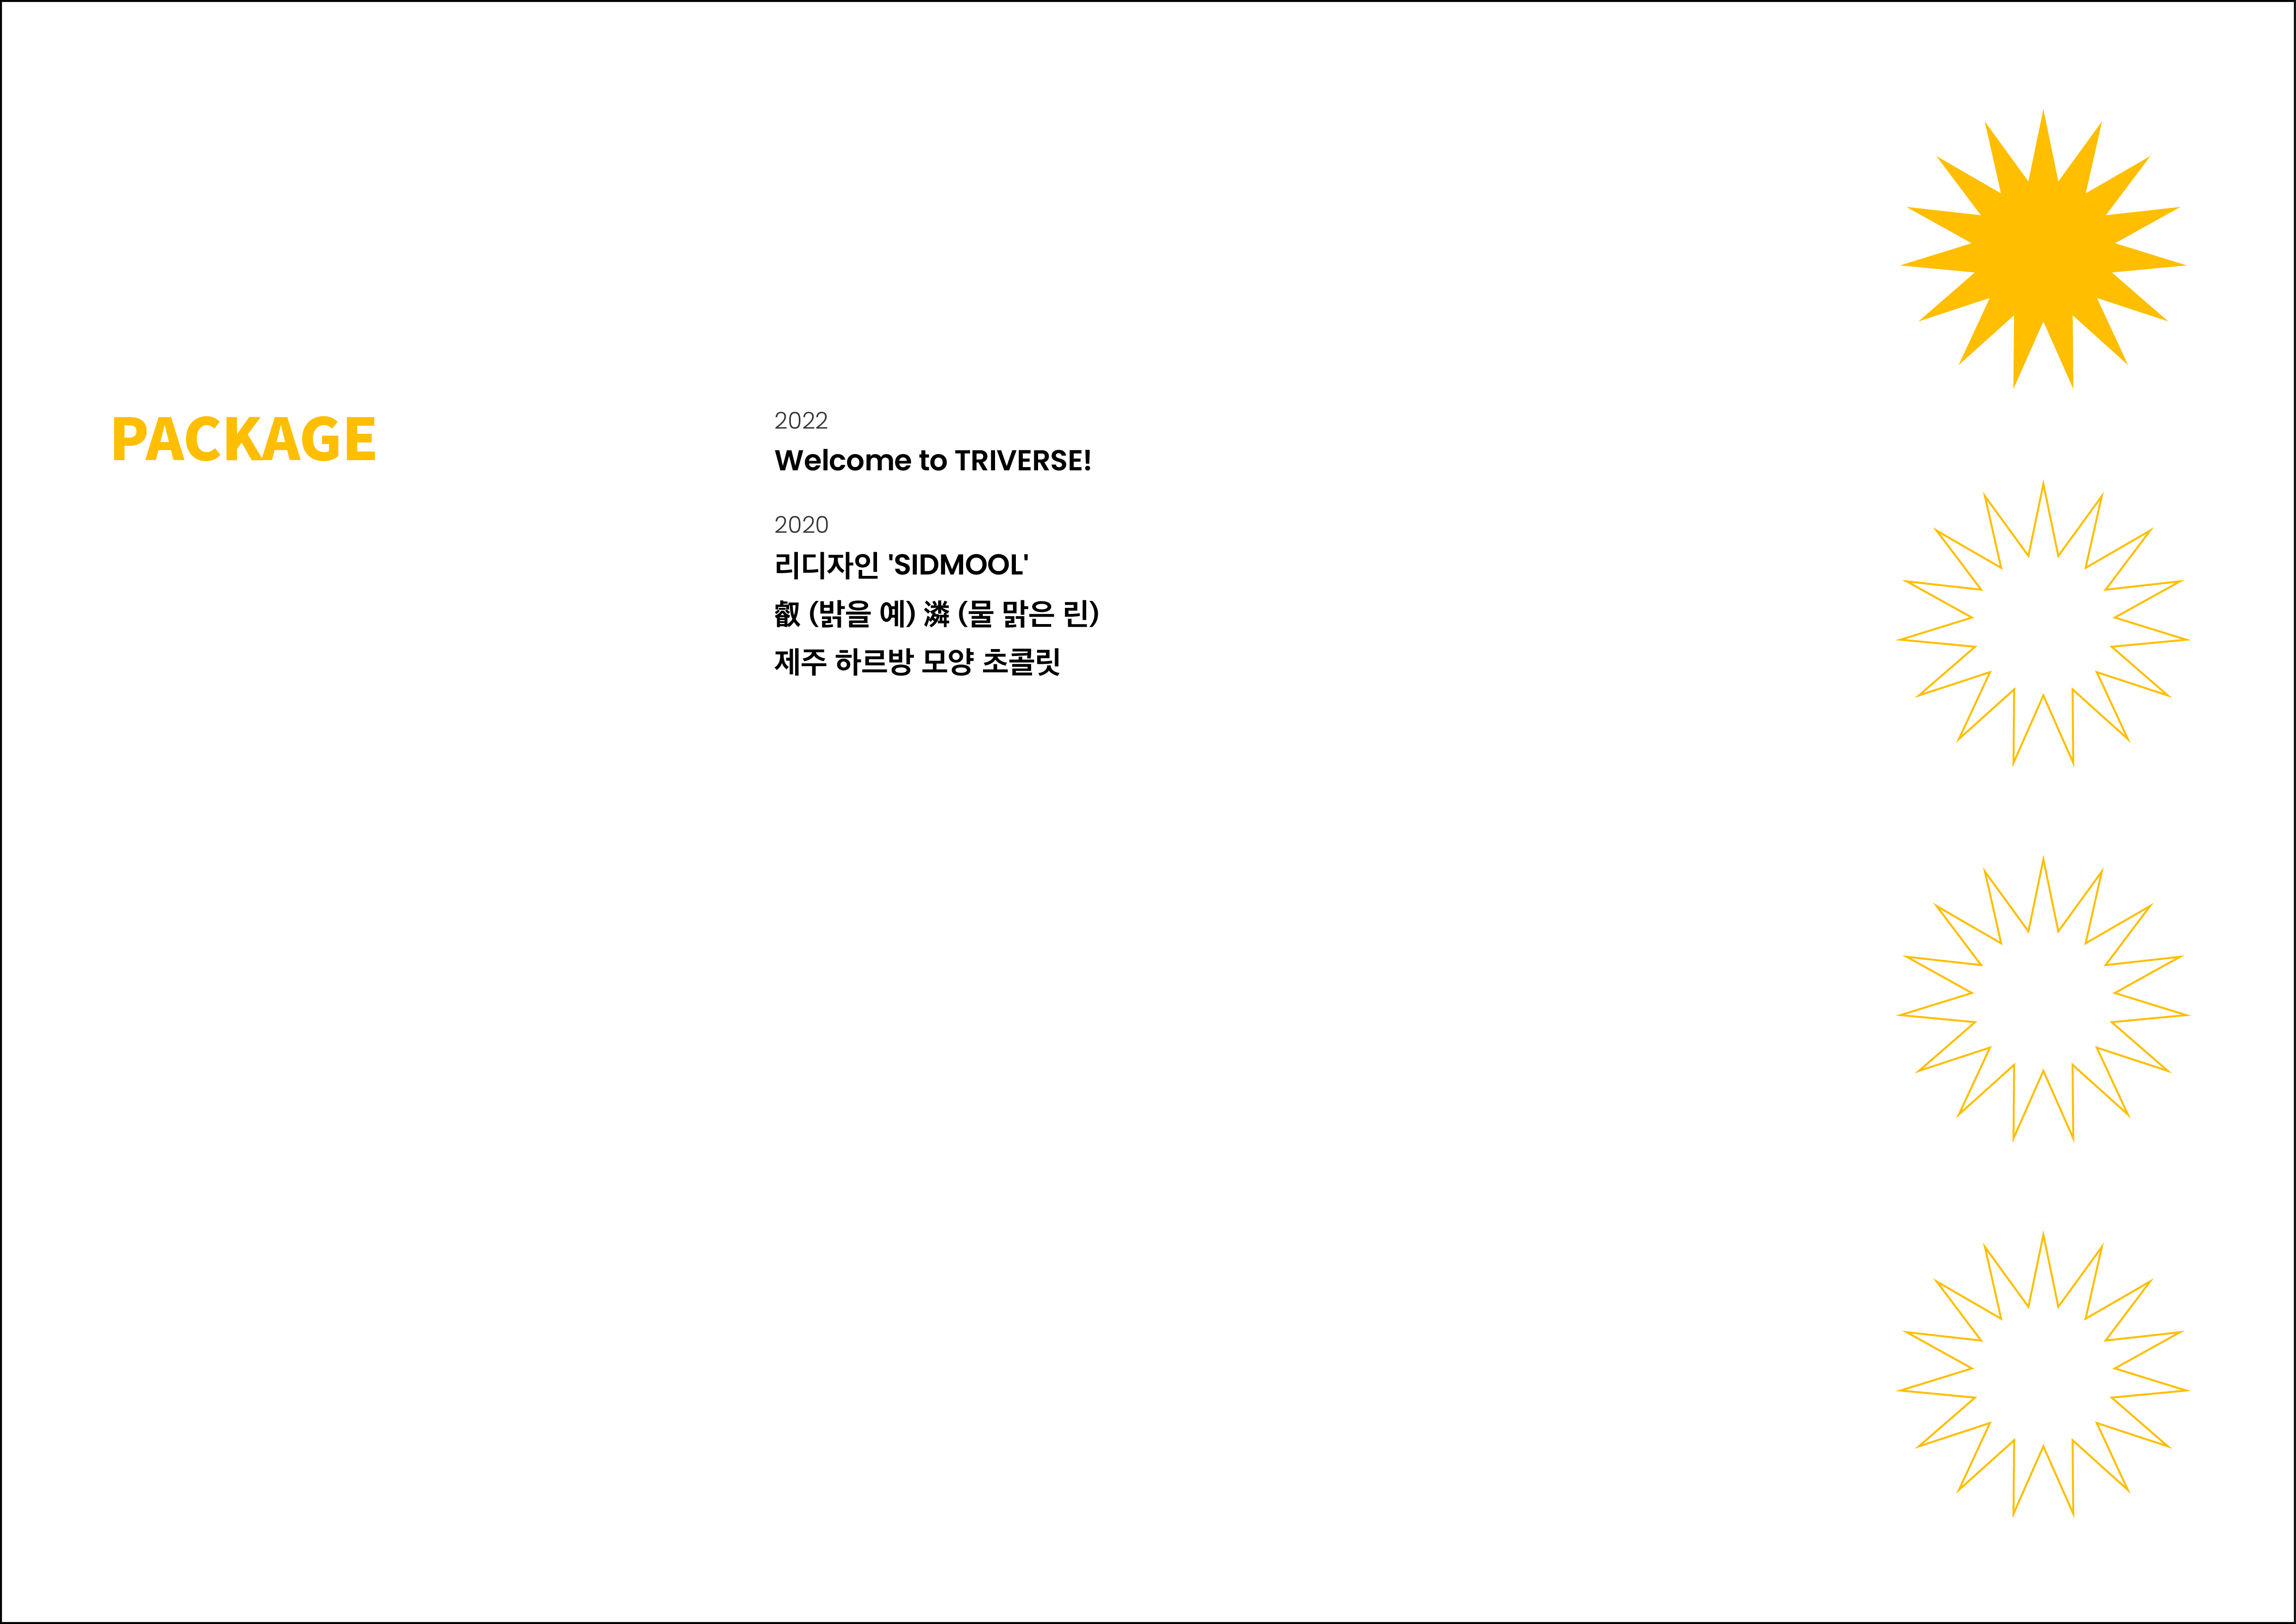 PACKAGE
2022
Welcome to TRIVERSE!
2020
리디자인 'SIDMOOL'
叡 (밝을 예) 潾 (물 맑은 린)
제주 하르방 모양 초콜릿